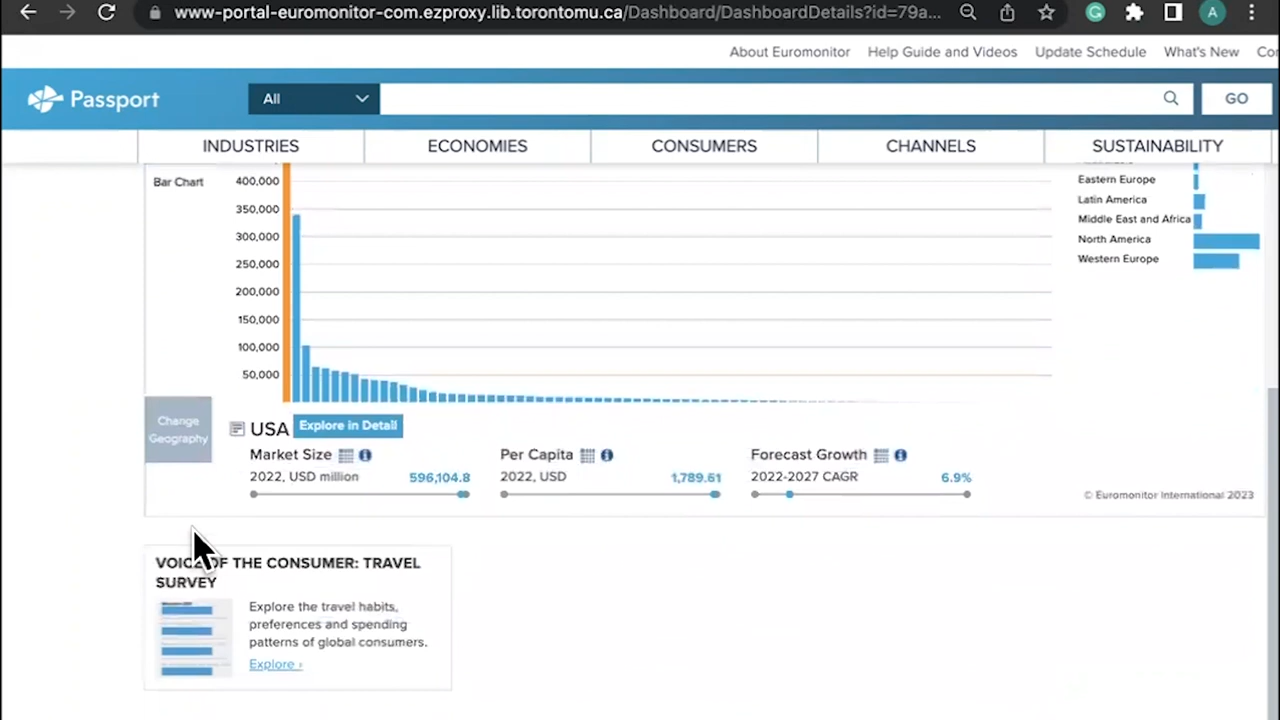 www-portal-euromonitor-com.ezproxy.lib.torontomu.ca/Dashboard/DashboardDetails?id=79a...
A
About Euromonitor Help Guide and Videos Update Schedule What's New Co
Passport
All
GO
INDUSTRIES ECONOMIES CONSUMERS CHANNELS SUSTAINABILITY
Bar Chart
400,000
350,000
300,000
250,000
200,000
150,000
100,000
50,000
Eastern Europe
Latin America
Middle East and Africa
North America
Western Europe
Change
Geography
USA Explore in Detail
Market Size Per Capita Forecast Growth
2022, USD million 596,104.8 2022, USD 1,789.61 2022-2027 CAGR 6.9%
© Euromonitor International 2023
VOICE OF THE CONSUMER: TRAVEL
SURVEY
Explore the travel habits,
preferences and spending
patterns of global consumers.
Explore ›